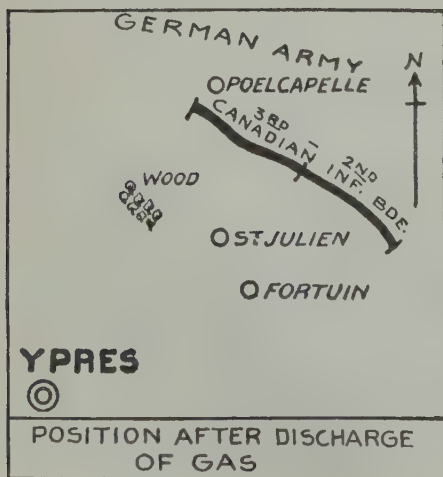 GERMAN ARMY
N
POELCAPELLE
3RD 2ND
CANADIAN INF. BDE.
WOOD
ST JULIEN
FORTUIN
YPRES
POSITION AFTER DISCHARGE
OF GAS